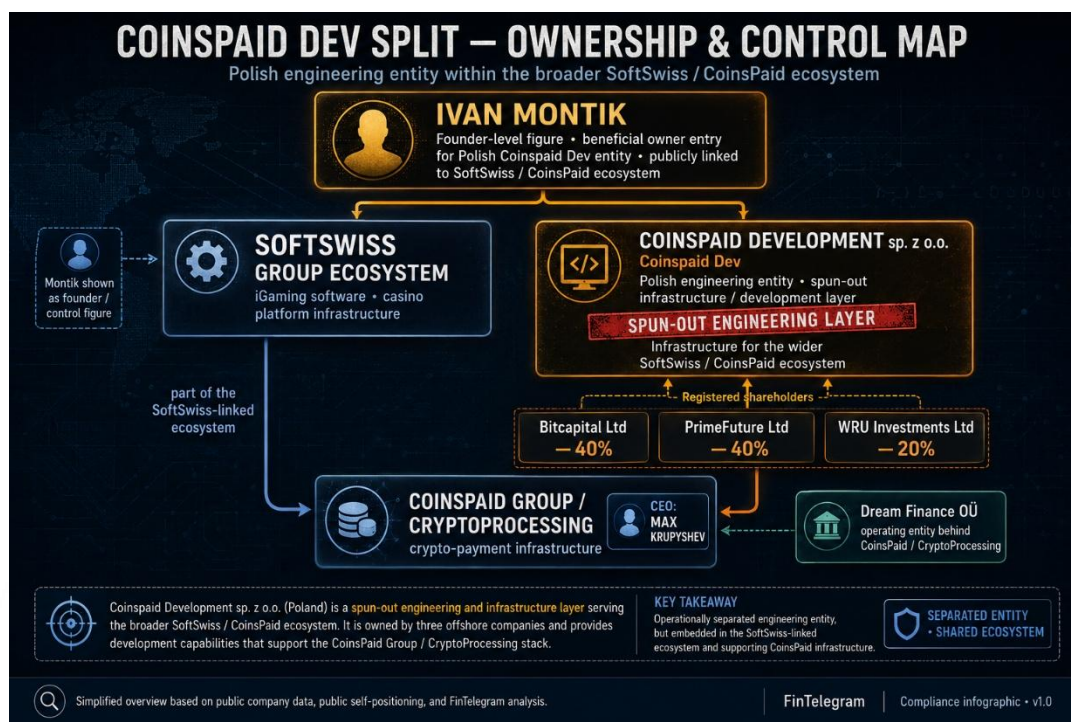 COINSPAID DEV SPLIT — OWNERSHIP & CONTROL MAP
Polish engineering entity within the broader SoftSwiss / CoinsPaid ecosystem
IVAN MONTIK
Founder-level figure • beneficial owner entry
for Polish Coinspaid Dev entity • publicly linked
to SoftSwiss / CoinsPaid ecosystem
Montik shown
as founder /
control figure
SOFTSWISS
GROUP ECOSYSTEM
iGaming software • casino
platform infrastructure
COINSPAID DEVELOPMENT sp. z o.o.
Coinspaid Dev
Polish engineering entity • spun-out
infrastructure / development layer
SPUN-OUT ENGINEERING LAYER
Infrastructure for the wider
SoftSwiss / CoinsPaid ecosystem
part of the
SoftSwiss-linked
ecosystem
Registered shareholders
Bitcapital Ltd
— 40%
PrimeFuture Ltd
— 40%
WRU Investments Ltd
— 20%
COINSPAID GROUP /
CRYPTOPROCESSING
crypto-payment infrastructure
CEO:
MAX
KRUPYSHEV
Dream Finance OÜ
operating entity behind
CoinsPaid / CryptoProcessing
Coinspaid Development sp. z o.o. (Poland) is a spun-out engineering and infrastructure layer serving
the broader SoftSwiss / CoinsPaid ecosystem. It is owned by three offshore companies and provides
development capabilities that support the CoinsPaid Group / CryptoProcessing stack.
KEY TAKEAWAY
Operationally separated engineering entity,
but embedded in the SoftSwiss-linked
ecosystem and supporting CoinsPaid infrastructure.
SEPARATED ENTITY
• SHARED ECOSYSTEM
Simplified overview based on public company data, public self-positioning, and FinTelegram analysis.
FinTelegram
Compliance infographic • v1.0